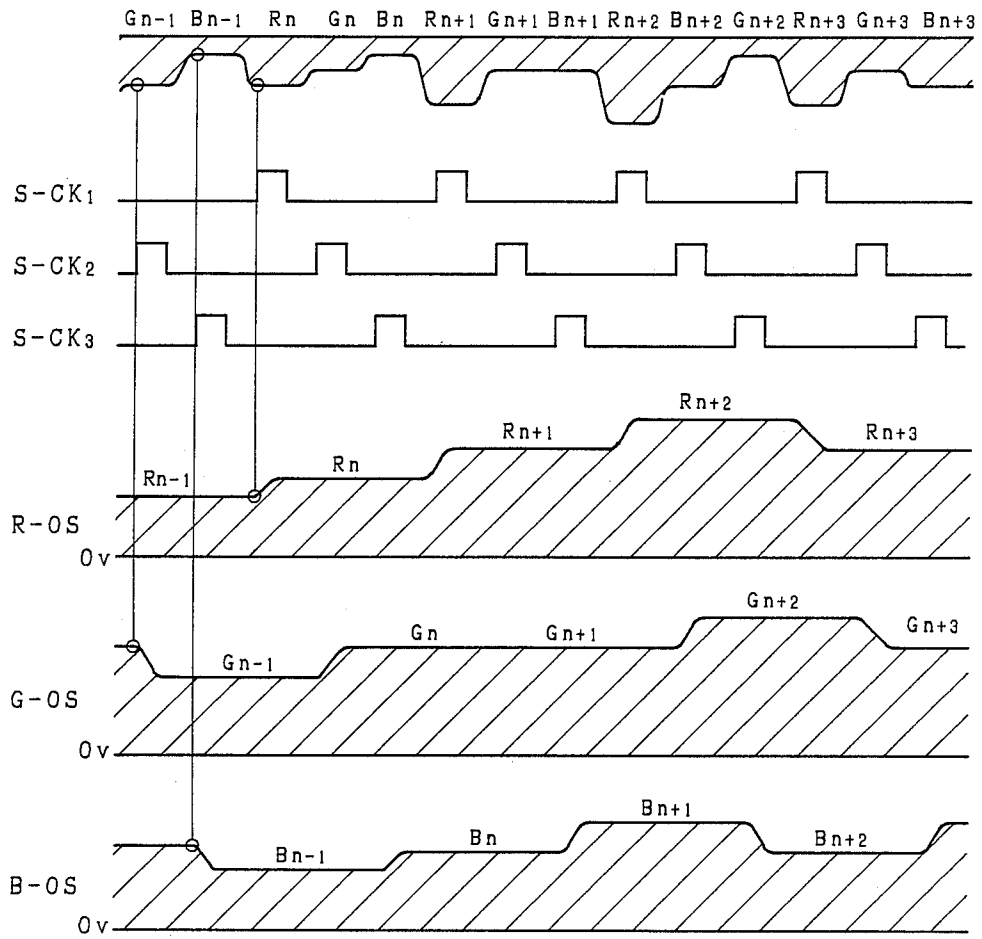 Gn-1 Bn-1 Rn Gn Bn Rn+1 Gn+1 Bn+1 Rn+2 Bn+2 Gn+2 Rn+3 Gn+3 Bn+3
S-CK1
S-CK2
S-CK3
Rn-1 Rn Rn+1 Rn+2 Rn+3
R-OS
0v
Gn-1 Gn Gn+1 Gn+2 Gn+3
G-OS
0v
Bn-1 Bn Bn+1 Bn+2
B-OS
0v